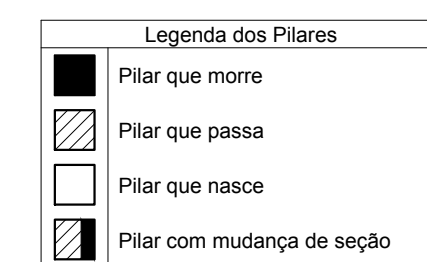 Legenda dos Pilares
Pilar que morre
Pilar que passa
Pilar que nasce
Pilar com mudança de seção